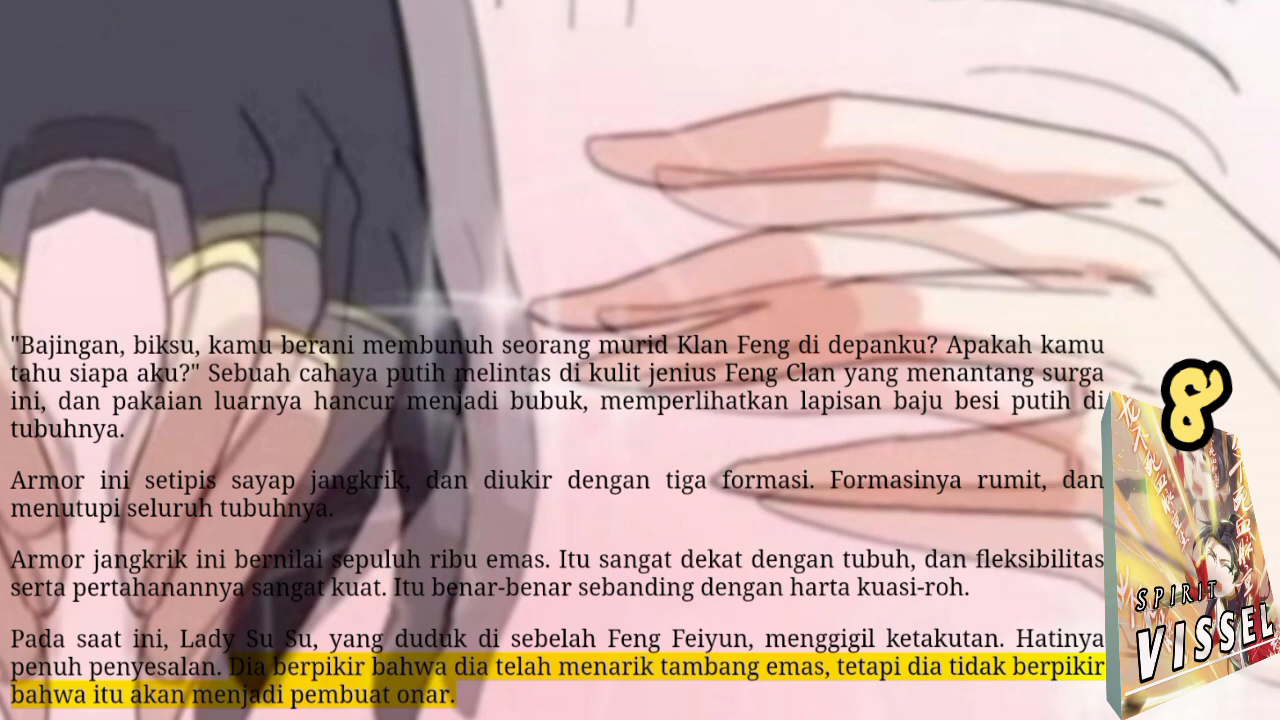 "Bajingan, biksu, kamu berani membunuh seorang murid Klan Feng di depanku? Apakah kamu
tahu siapa aku?" Sebuah cahaya putih melintas di kulit jenius Feng Clan yang menantang surga
ini, dan pakaian luarnya hancur menjadi bubuk, memperlihatkan lapisan baju besi putih di
tubuhnya.
Armor ini setipis sayap jangkrik, dan diukir dengan tiga formasi. Formasinya rumit, dan
menutupi seluruh tubuhnya.
Armor jangkrik ini bernilai sepuluh ribu emas. Itu sangat dekat dengan tubuh, dan fleksibilitas
serta pertahanannya sangat kuat. Itu benar-benar sebanding dengan harta kuasi-roh.
Pada saat ini, Lady Su Su, yang duduk di sebelah Feng Feiyun, menggigil ketakutan. Hatinya
penuh penyesalan. Dia berpikir bahwa dia telah menarik tambang emas, tetapi dia tidak berpikir
bahwa itu akan menjadi pembuat onar.
8
SPIRIT
VISSEL